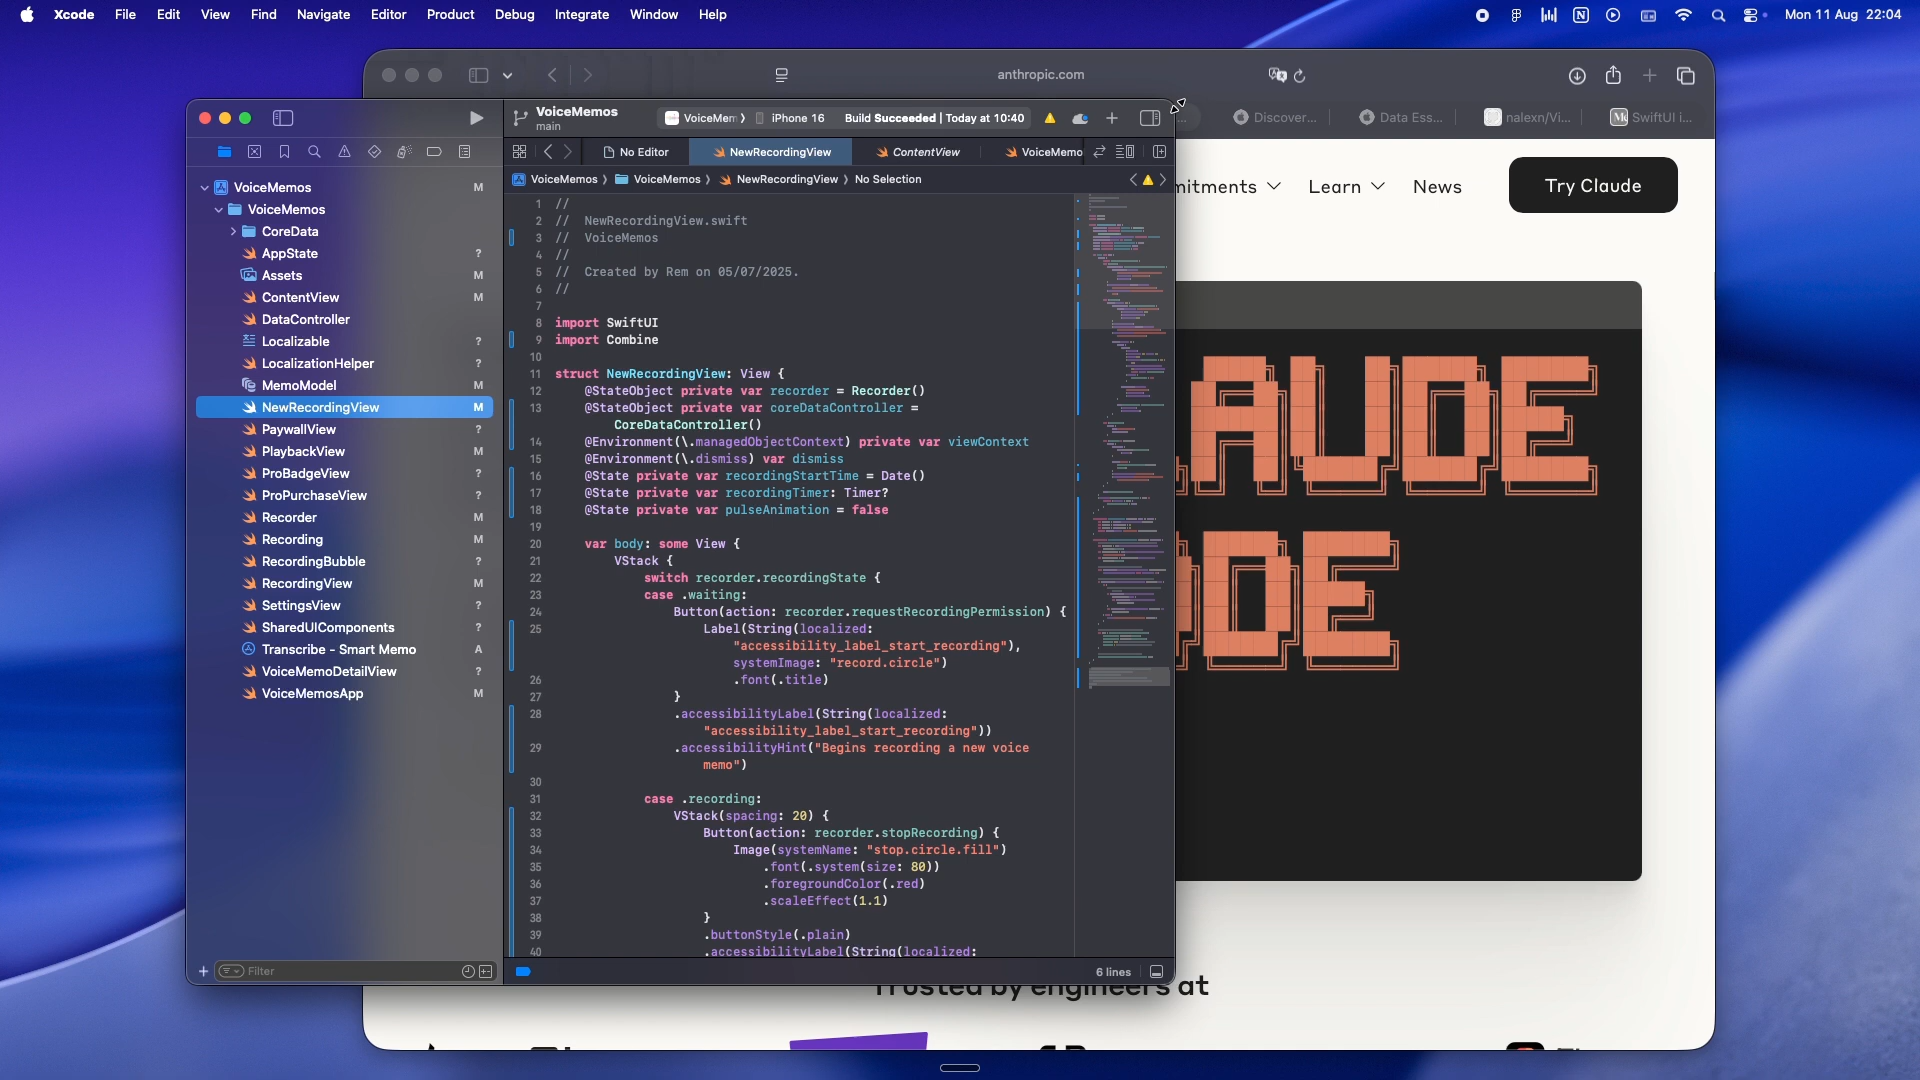 Xcode File Edit View Find Navigate Editor Product Debug Integrate Window Help
Mon 11 Aug 22:04
anthropic.com
Discover...
Data Ess...
nalexn/Vi...
SwiftUI i...
Learn
News
Try Claude
AUDE
DE
Trusted by engineers at
VoiceMemos
main
iPhone 16
Build Succeeded | Today at 10:40
No Editor
NewRecordingView
ContentView
VoiceMemos VoiceMemos NewRecordingView No Selection
VoiceMemos M
VoiceMemos
CoreData
AppState ?
Assets M
ContentView M
DataController
Localizable ?
LocalizationHelper ?
MemoModel M
NewRecordingView M
PaywallView ?
PlaybackView M
ProBadgeView ?
ProPurchaseView ?
Recorder M
Recording M
RecordingBubble ?
RecordingView M
SettingsView ?
SharedUIComponents ?
Transcribe - Smart Memo A
VoiceMemoDetailView ?
VoiceMemosApp M
Filter
1 //
2 // NewRecordingView.swift
3 // VoiceMemos
4 //
5 // Created by Rem on 05/07/2025.
6 //
7
8 import SwiftUI
9 import Combine
10
11 struct NewRecordingView: View {
12 @StateObject private var recorder = Recorder()
13 @StateObject private var coreDataController =
CoreDataController()
14 @Environment(\.managedObjectContext) private var viewContext
15 @Environment(\.dismiss) var dismiss
16 @State private var recordingStartTime = Date()
17 @State private var recordingTimer: Timer?
18 @State private var pulseAnimation = false
19
20 var body: some View {
21 VStack {
22 switch recorder.recordingState {
23 case .waiting:
24 Button(action: recorder.requestRecordingPermission) {
25 Label(String(localized:
"accessibility_label_start_recording"),
systemImage: "record.circle")
26 .font(.title)
27 }
28 .accessibilityLabel(String(localized:
"accessibility_label_start_recording"))
29 .accessibilityHint("Begins recording a new voice
memo")
30
31 case .recording:
32 VStack(spacing: 20) {
33 Button(action: recorder.stopRecording) {
34 Image(systemName: "stop.circle.fill")
35 .font(.system(size: 80))
36 .foregroundColor(.red)
37 .scaleEffect(1.1)
38 }
39 .buttonStyle(.plain)
40 .accessibilityLabel(String(localized:
6 lines